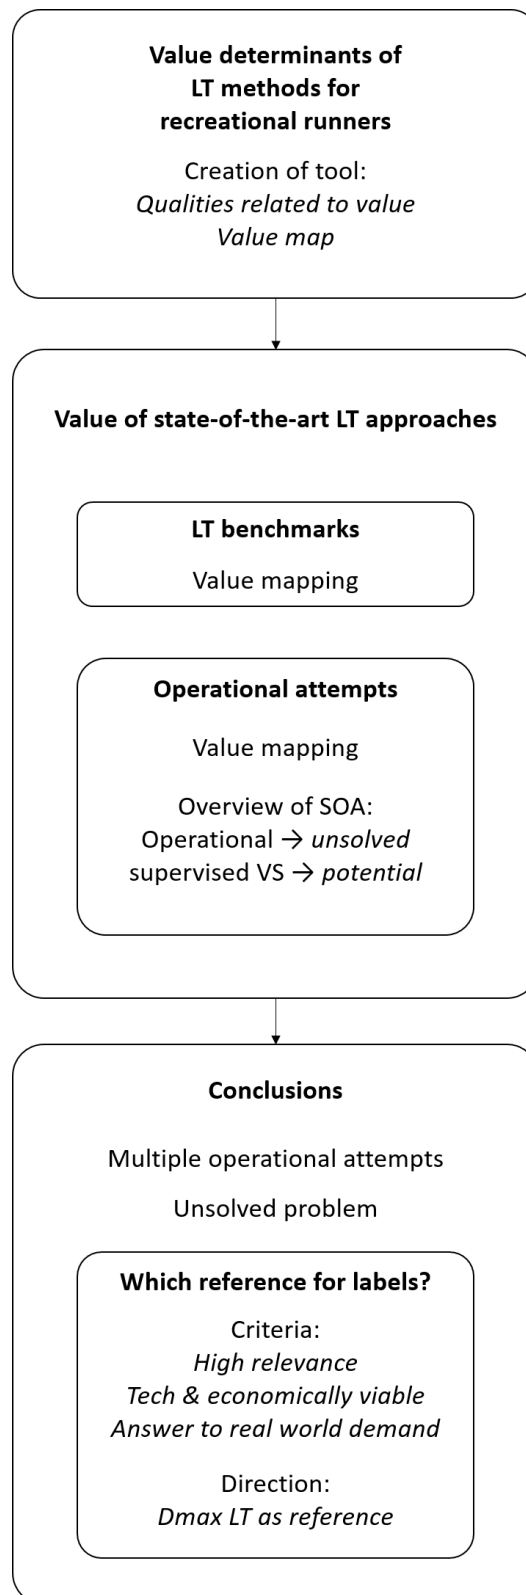 Value determinants of
LT methods for
recreational runners
Creation of tool:
Qualities related to value
Value map
Value of state-of-the-art LT approaches
LT benchmarks
Value mapping
Operational attempts
Value mapping
Overview of SOA:
Operational → unsolved
supervised VS → potential
Conclusions
Multiple operational attempts
Unsolved problem
Which reference for labels?
Criteria:
High relevance
Tech & economically viable
Answer to real world demand
Direction:
Dmax LT as reference